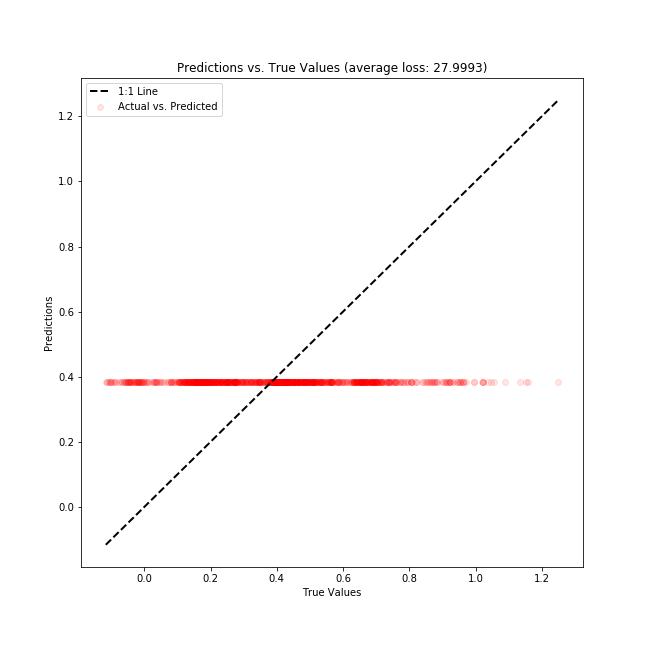 Predictions vs. True Values (average loss: 27.9993)
1:1 Line
Actual vs. Predicted
1.2
1.0
0.8
0.6
0.4
0.2
0.0
Predictions
0.0 0.2 0.4 0.6 0.8 1.0 1.2
True Values